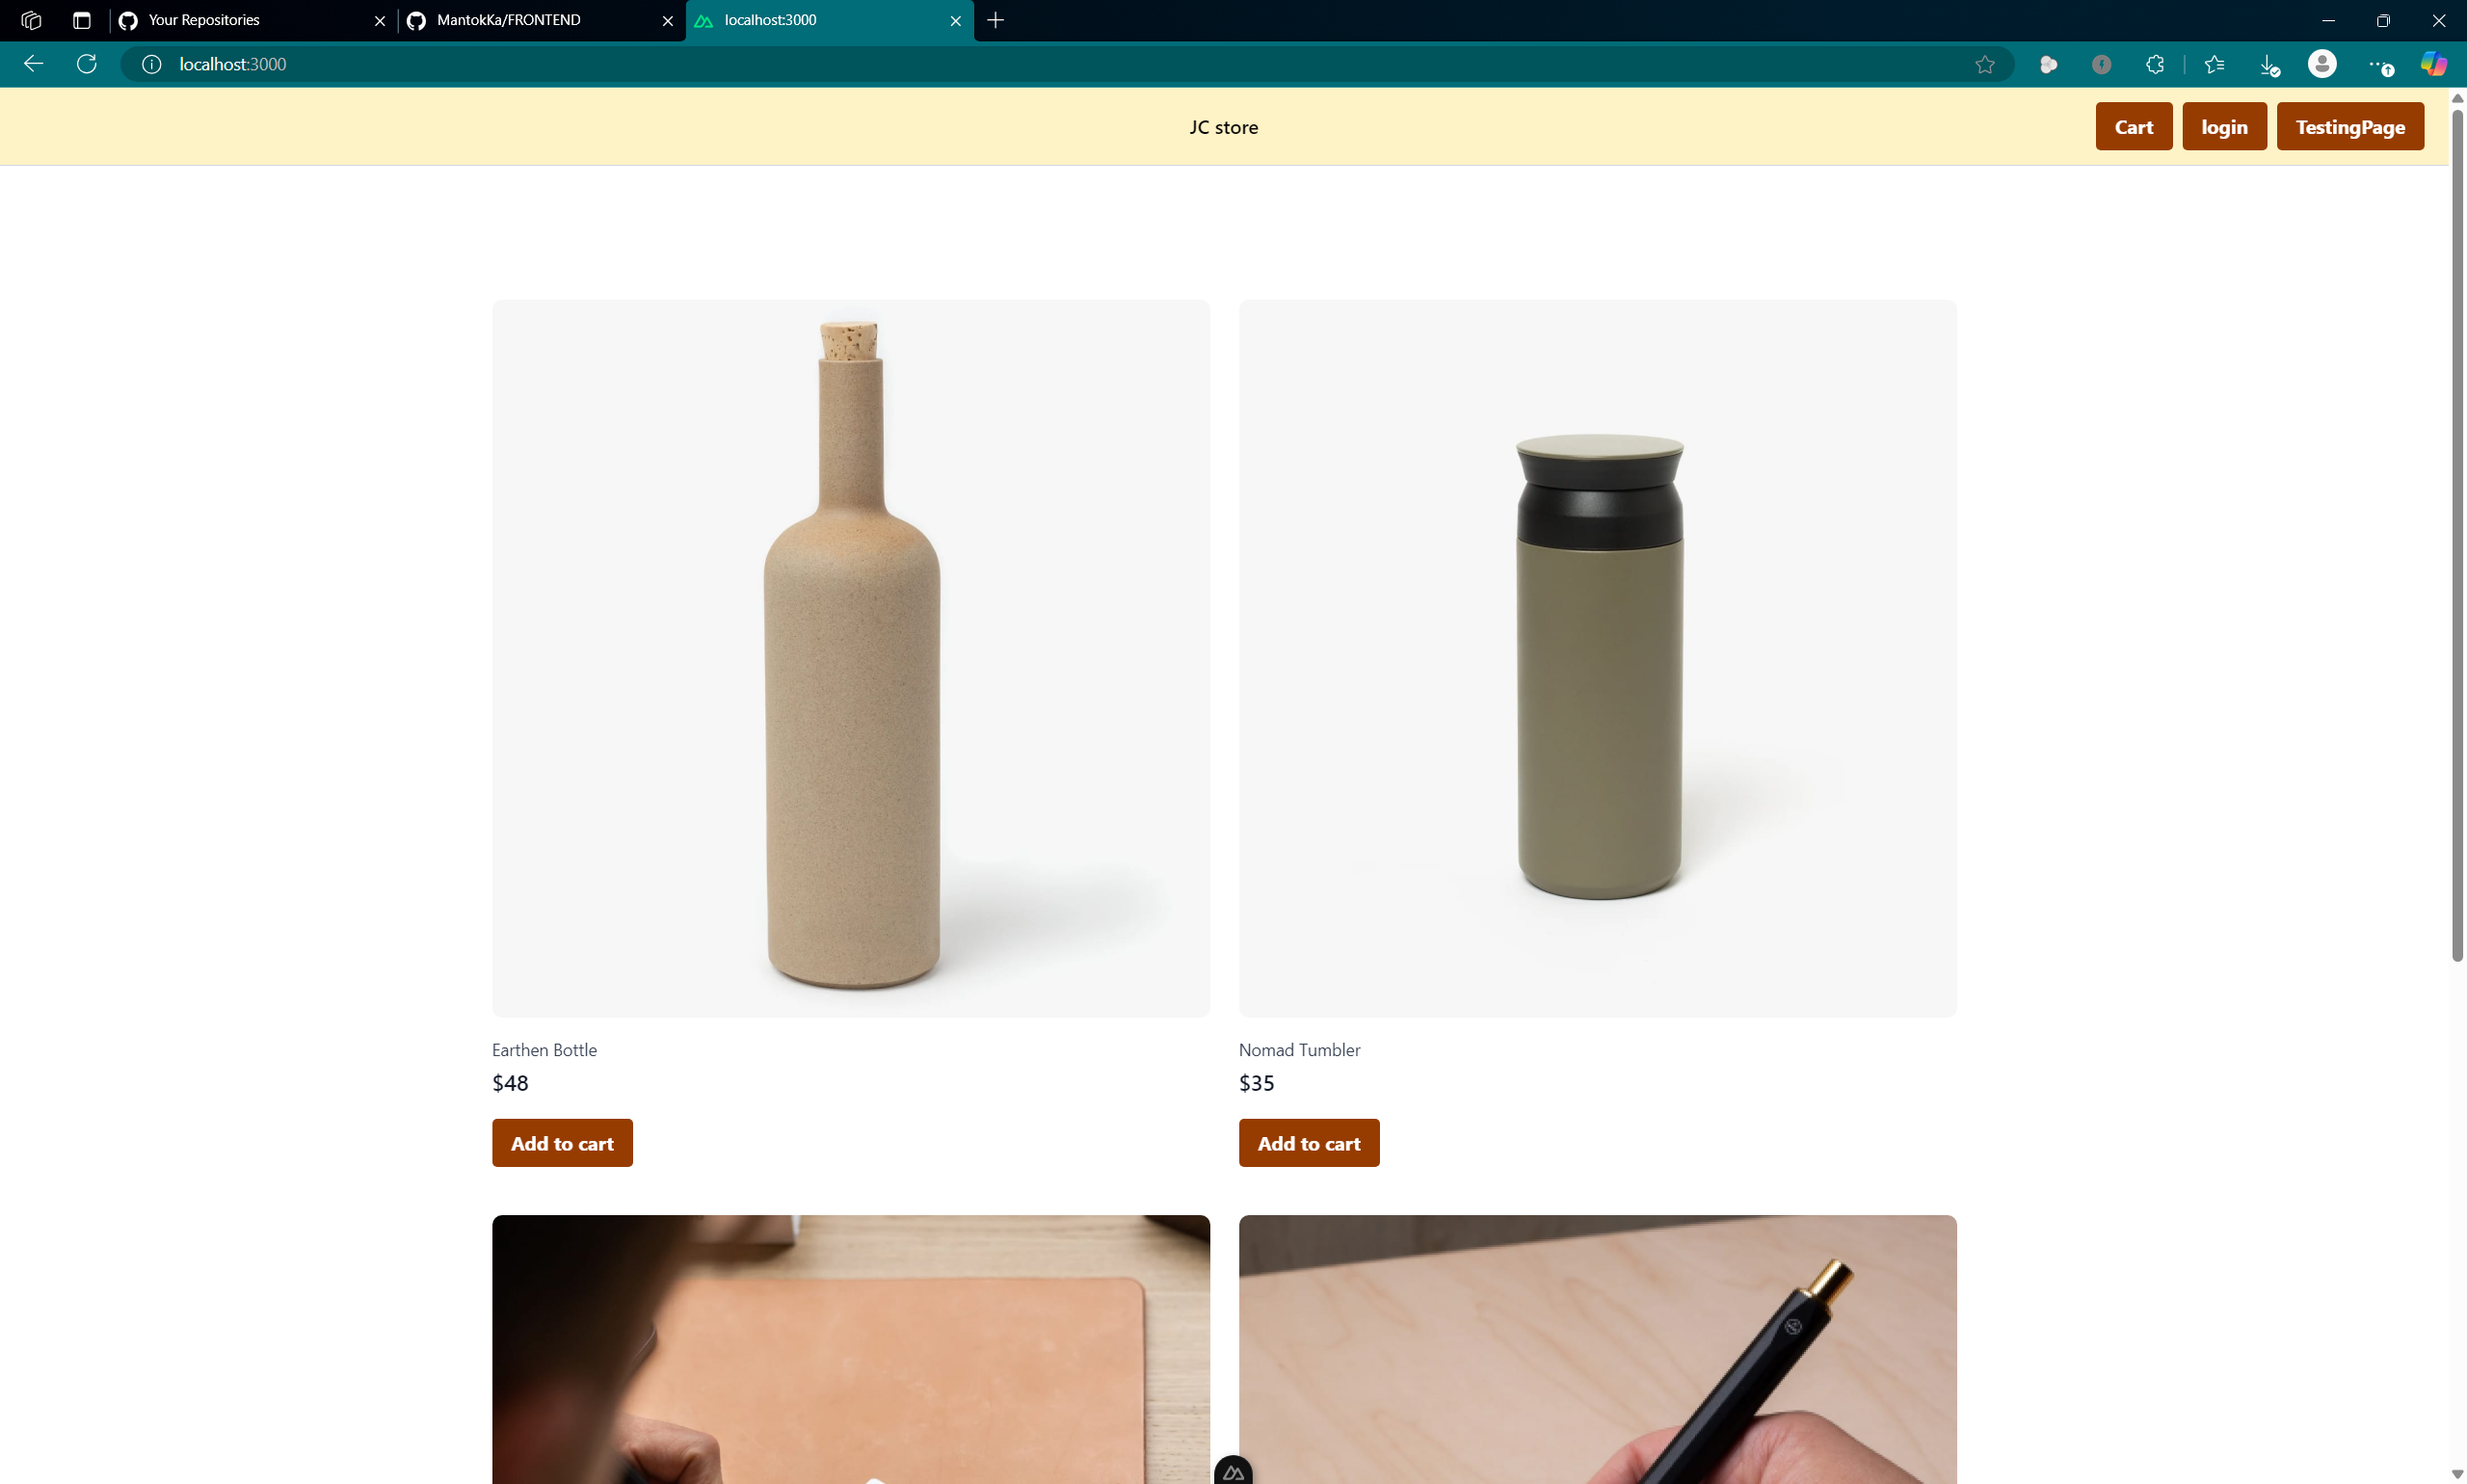 Your Repositories
MantokKa/FRONTEND
localhost:3000
localhost:3000
JC store
Cart
login
TestingPage
Earthen Bottle
$48
Add to cart
Nomad Tumbler
$35
Add to cart